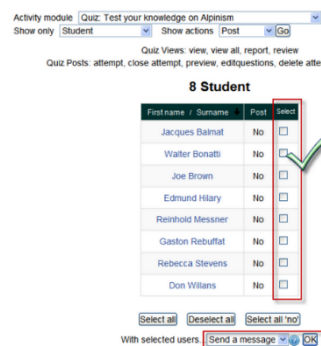 Activity module Quiz: Test your knowledge on Alpinism
Show only Student Show actions Post Go
Quiz Views: view, view all, report, review
Quiz Posts: attempt, close attempt, preview, editquestions, delete atte
8 Student
First name / Surname Post Select
Jacques Balmat No
Walter Bonatti No
Joe Brown No
Edmund Hilary No
Reinhold Messner No
Gaston Rebuffat No
Rebecca Stevens No
Don Willans No
Select all Deselect all Select all 'no'
With selected users... Send a message OK